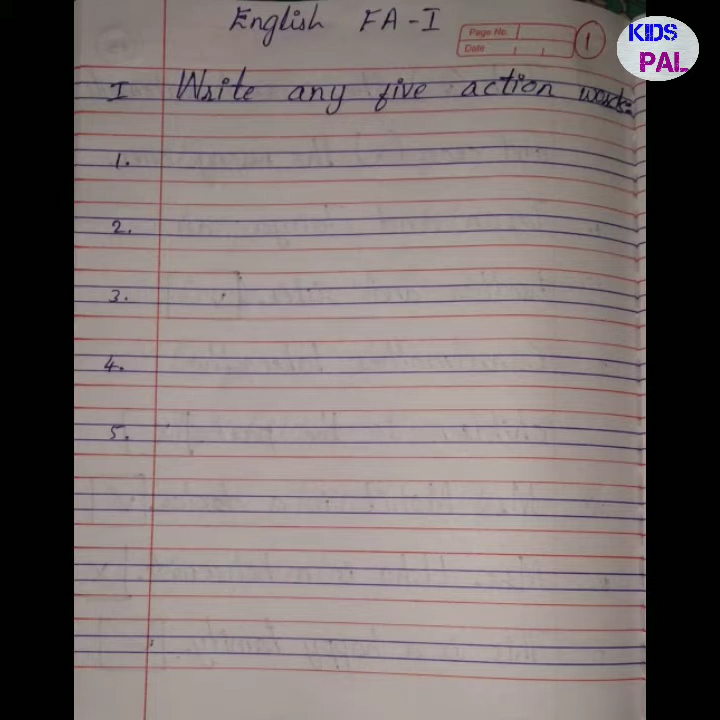 English FA-I
Page No.
Date
1
KIDS
PAL
I Write any five action words
1.
2.
3.
4.
5.